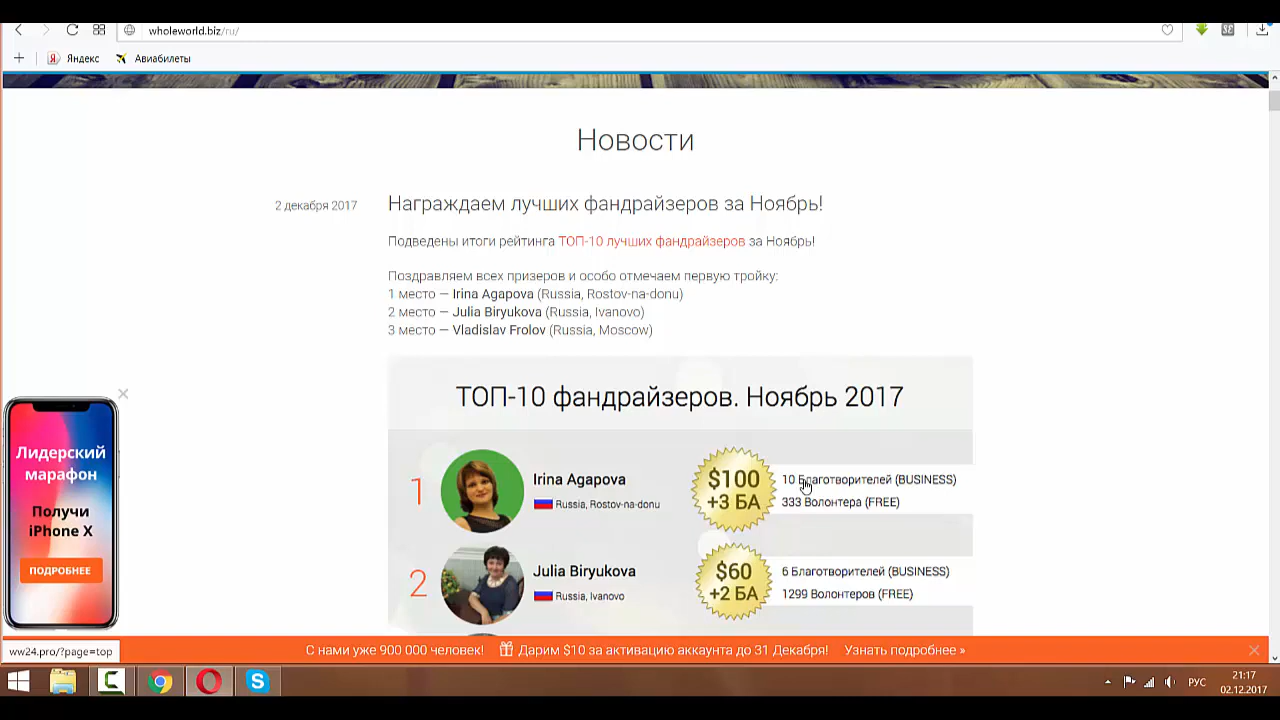 wholeworld.biz/ru/
Яндекс
Авиабилеты
Новости
2 декабря 2017
Награждаем лучших фандрайзеров за Ноябрь!
Подведены итоги рейтинга ТОП-10 лучших фандрайзеров за Ноябрь!
Поздравляем всех призеров и особо отмечаем первую тройку:
1 место — Irina Agapova (Russia, Rostov-na-donu)
2 место — Julia Biryukova (Russia, Ivanovo)
3 место — Vladislav Frolov (Russia, Moscow)
ТОП-10 фандрайзеров. Ноябрь 2017
1
Irina Agapova
Russia, Rostov-na-donu
$100
+3 БА
10 Благотворителей (BUSINESS)
333 Волонтера (FREE)
2
Julia Biryukova
Russia, Ivanovo
$60
+2 БА
6 Благотворителей (BUSINESS)
1299 Волонтеров (FREE)
Лидерский
марафон
Получи
iPhone X
ПОДРОБНЕЕ
ww24.pro/?page=top
С нами уже 900 000 человек! Дарим $10 за активацию аккаунта до 31 Декабря! Узнать подробнее »
РУС
21:17
02.12.2017